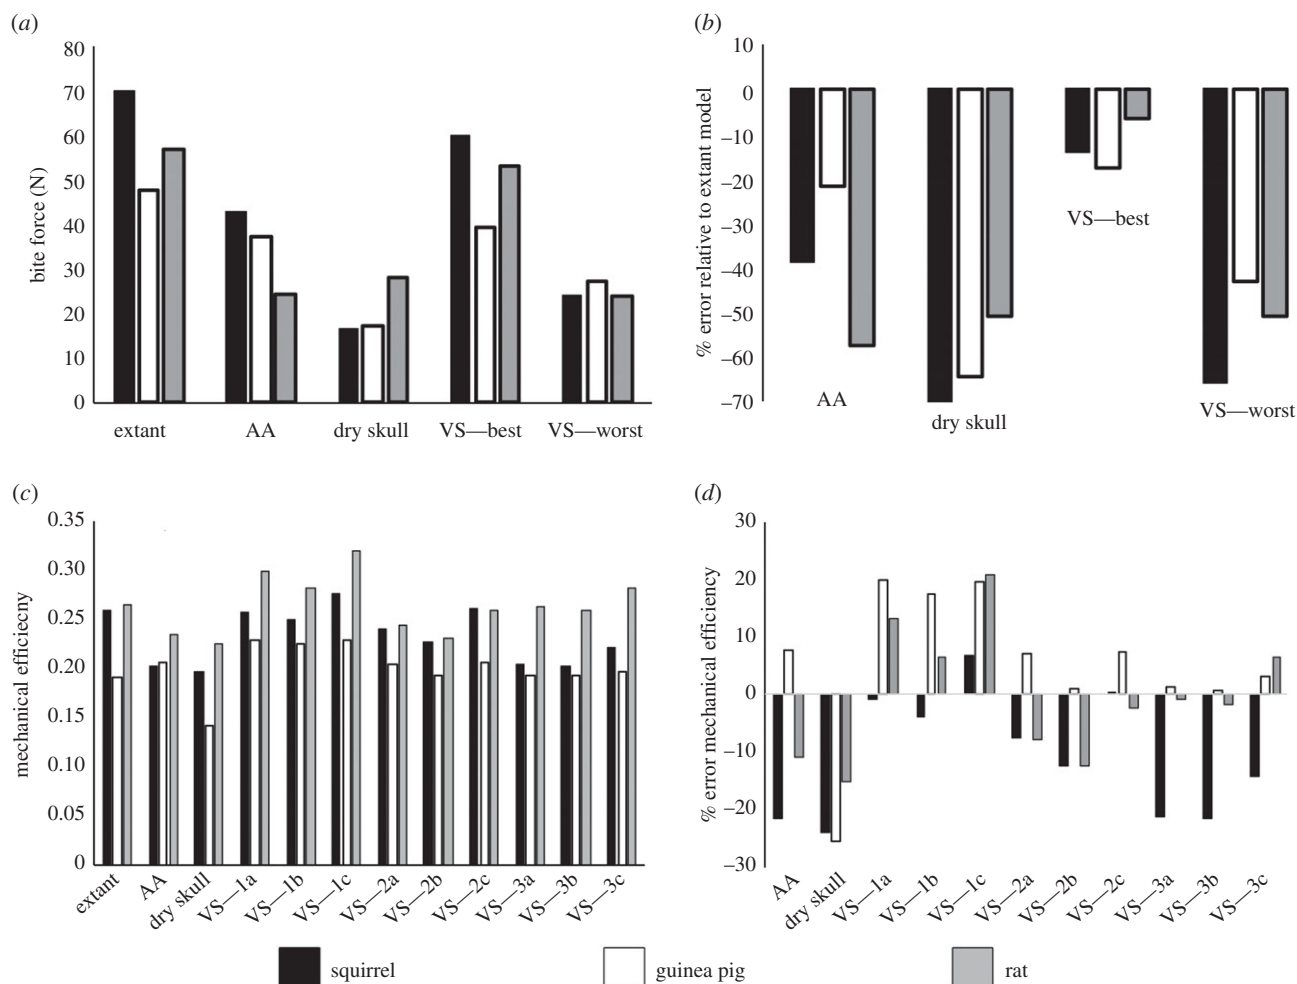 (a)
80
70
60
50
40
30
20
10
0
bite force (N)
extant AA dry skull VS—best VS—worst
(b)
10
0
–10
–20
–30
–40
–50
–60
–70
% error relative to extant model
AA
dry skull
VS—best
VS—worst
(c)
0.35
0.30
0.25
0.20
0.15
0.10
0.05
0
mechanical efficiecny
extant AA dry skull VS—1a VS—1b VS—1c VS—2a VS—2b VS—2c VS—3a VS—3b VS—3c
(d)
30
20
10
0
–10
–20
–30
% error mechanical efficiency
AA dry skull VS—1a VS—1b VS—1c VS—2a VS—2b VS—2c VS—3a VS—3b VS—3c
squirrel guinea pig rat